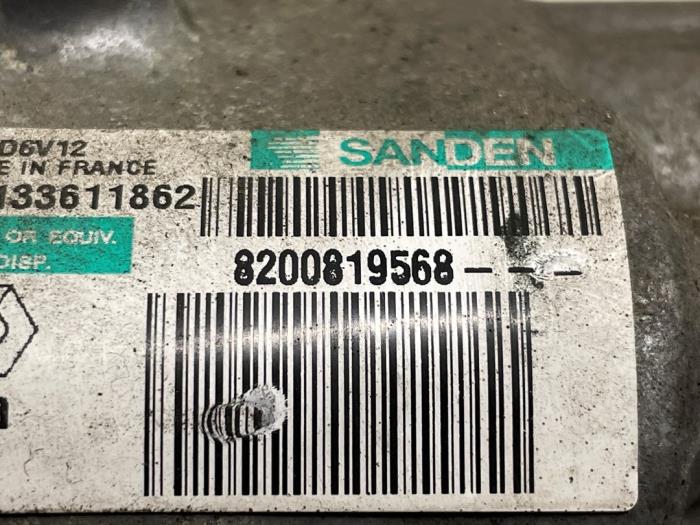 SANDEN
D6V12
E IN FRANCE
133611862
OR EQUIV.
DISP.
8200819568---